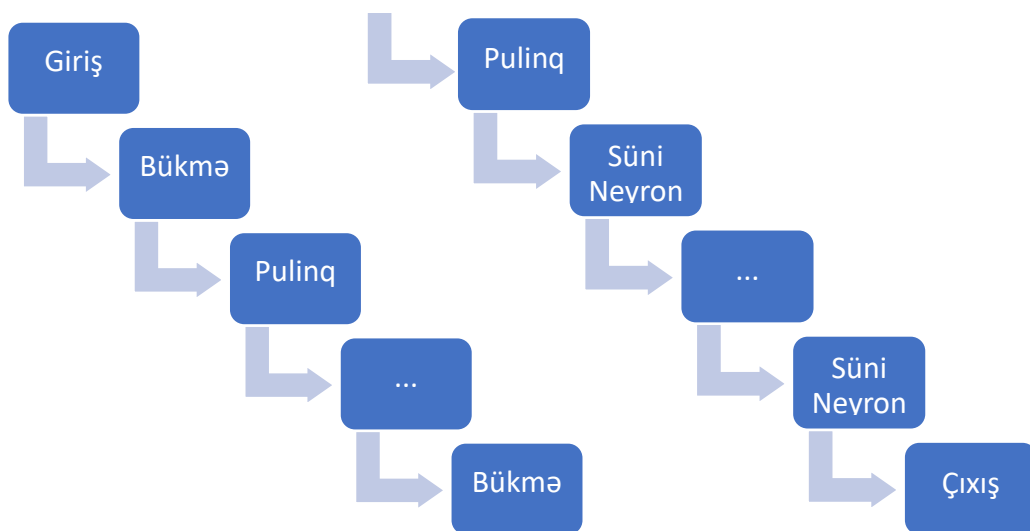 Giriş
Bükmə
Pulinq
...
Bükmə
Pulinq
Süni
Neyron
...
Süni
Neyron
Çıxış